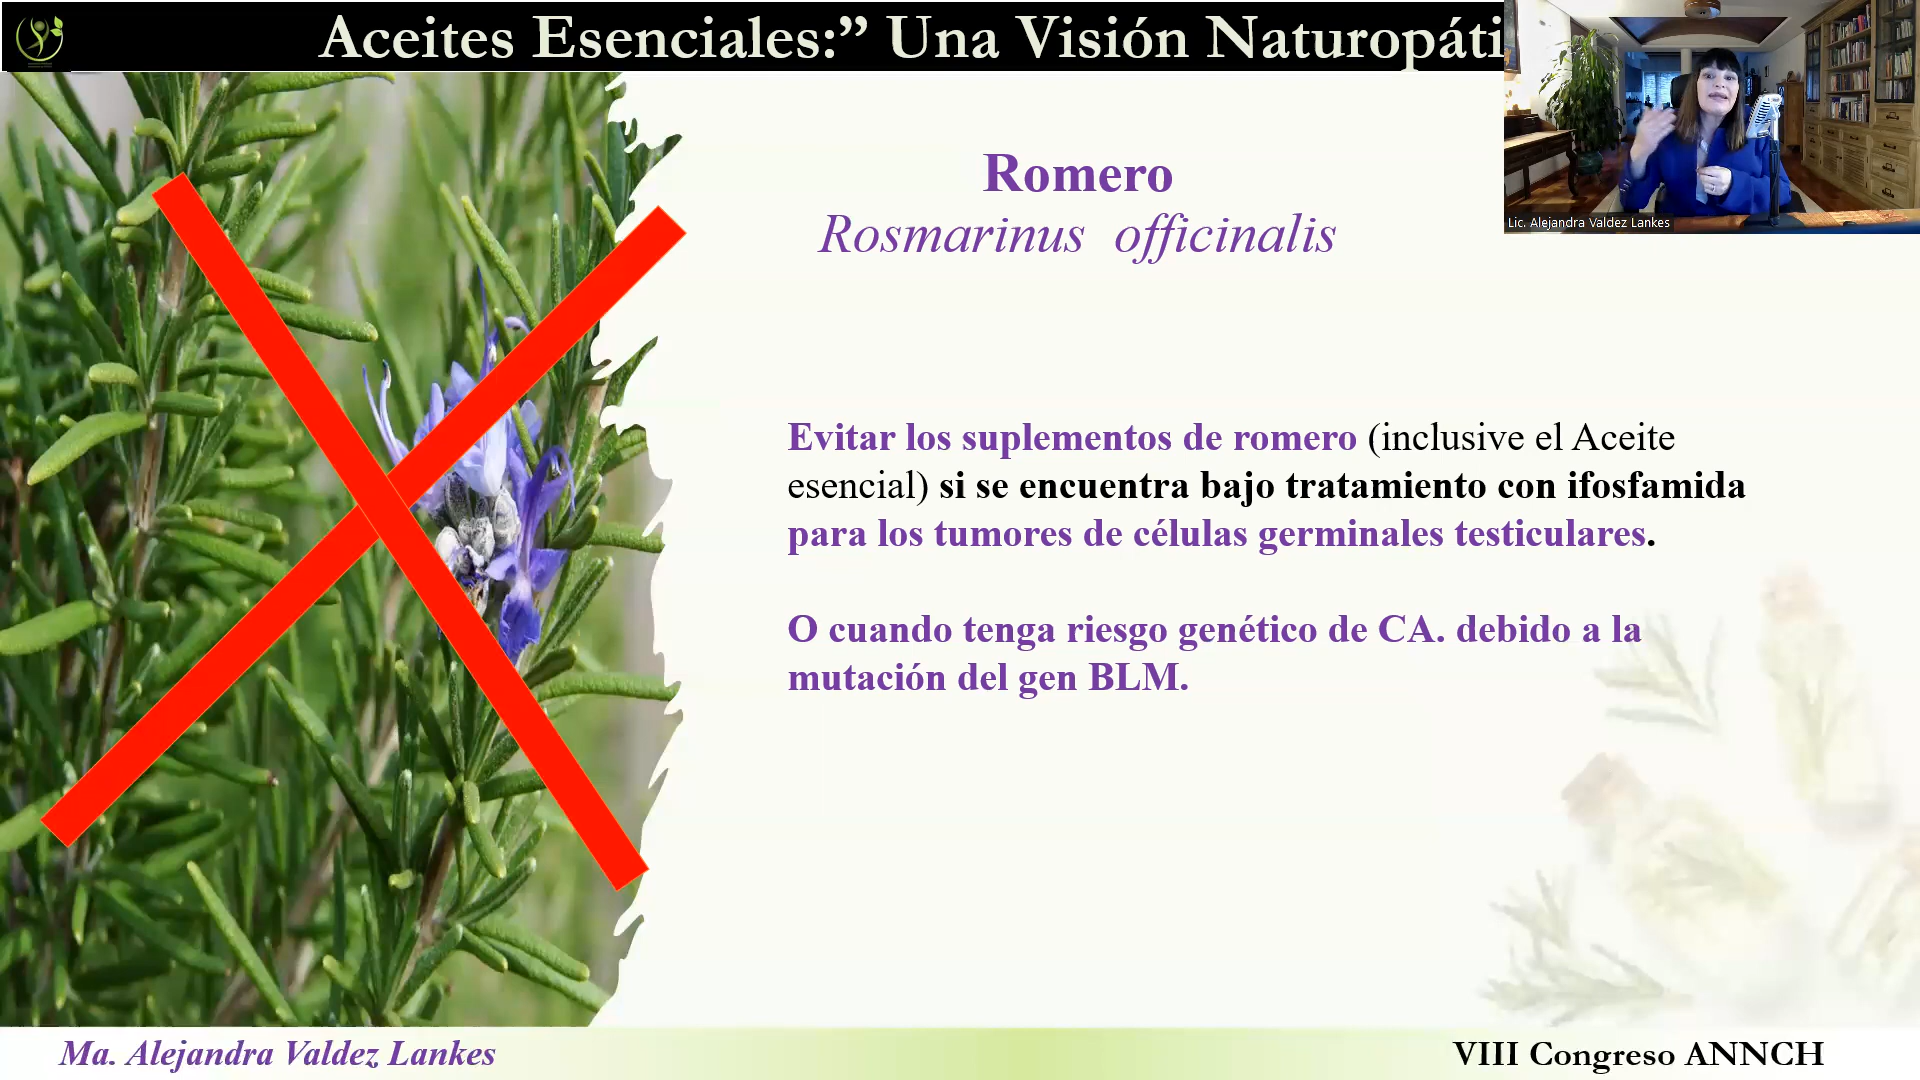 Aceites Esenciales:” Una Visión Naturopáti
Lic. Alejandra Valdez Lankes
Romero
Rosmarinus officinalis
Evitar los suplementos de romero (inclusive el Aceite
esencial) si se encuentra bajo tratamiento con ifosfamida
para los tumores de células germinales testiculares.
O cuando tenga riesgo genético de CA. debido a la
mutación del gen BLM.
Ma. Alejandra Valdez Lankes
VIII Congreso ANNCH